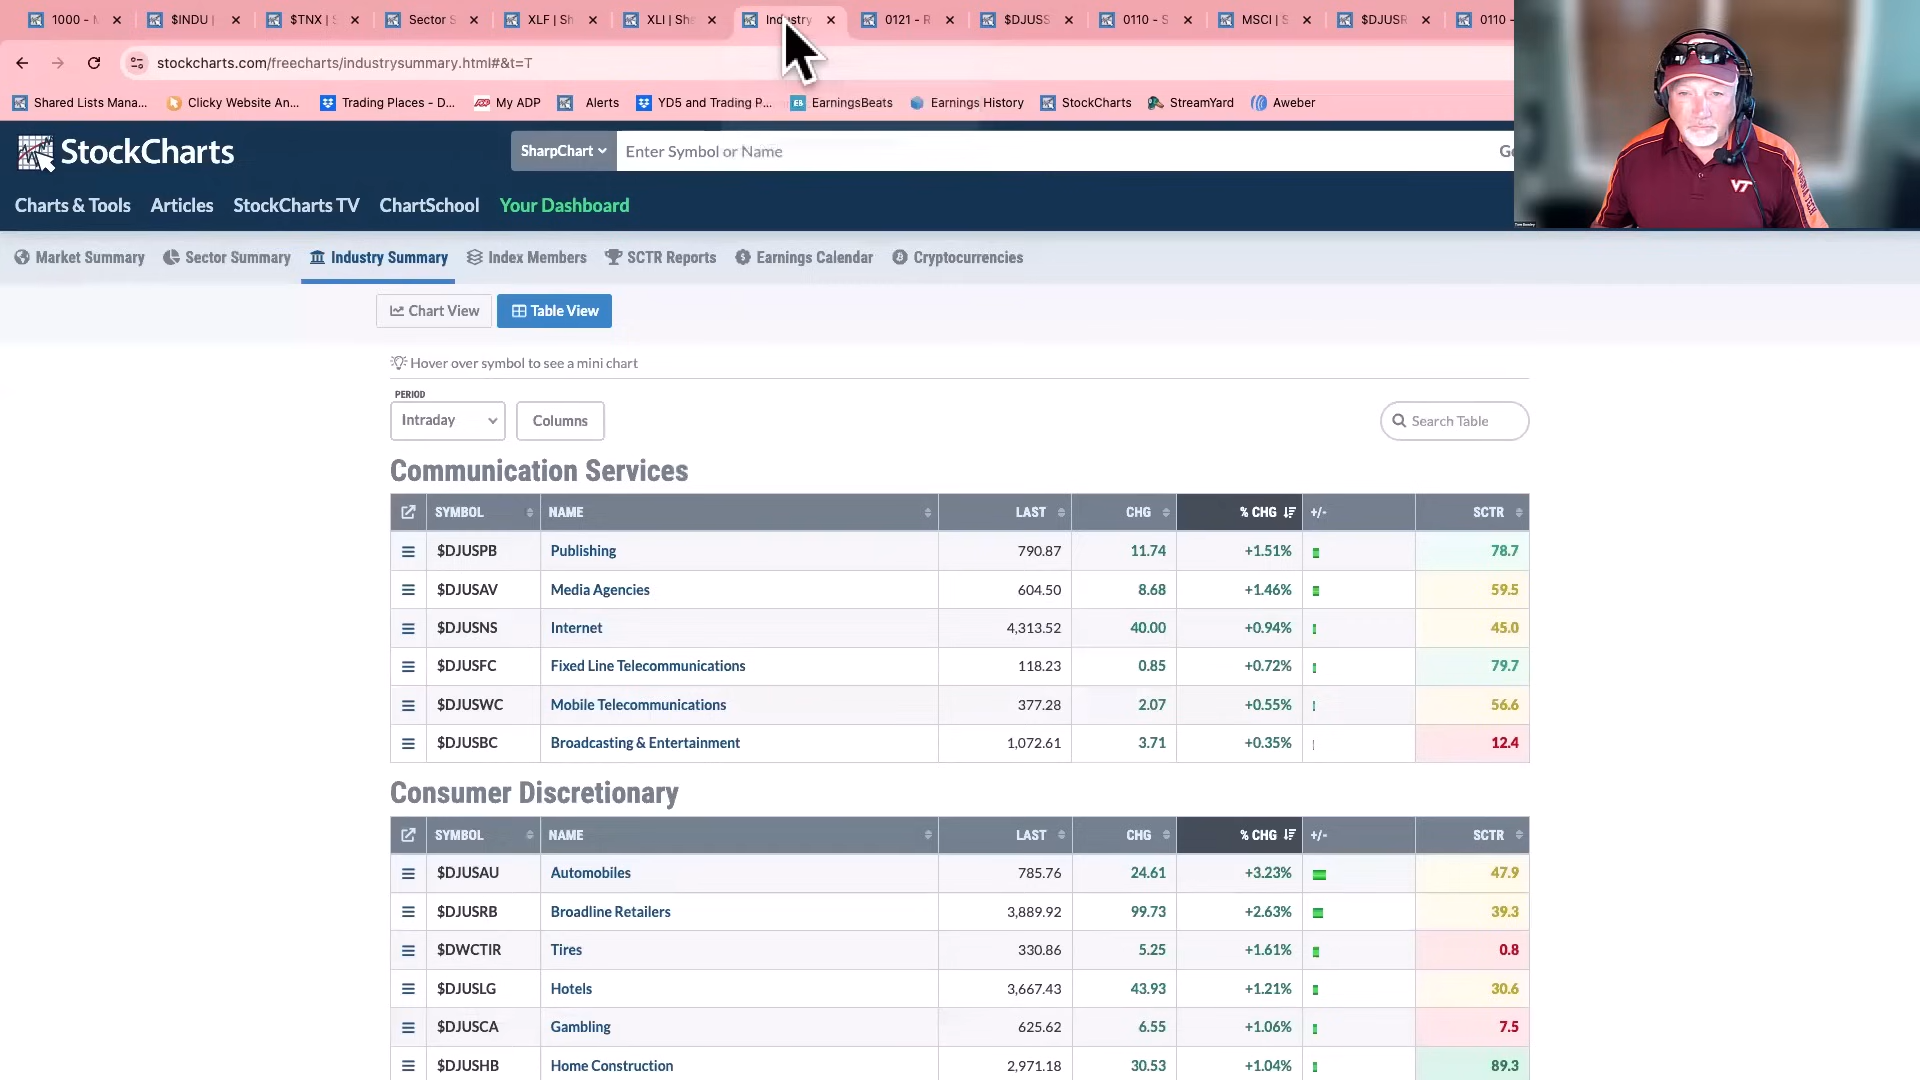 1000 -
$INDU |
$TNX | S
Sector S
XLF | Sh
XLI | Sha
Industry
0121 - R
$DJUSS
0110 - S
MSCI | S
$DJUSR
0110 -
stockcharts.com/freecharts/industrysummary.html#&t=T
Shared Lists Mana...
Clicky Website An...
Trading Places - D...
My ADP
Alerts
YD5 and Trading P...
EarningsBeats
Earnings History
StockCharts
StreamYard
Aweber
StockCharts
SharpChart
Enter Symbol or Name
Go
Charts & Tools
Articles
StockCharts TV
ChartSchool
Your Dashboard
VT
Market Summary
Sector Summary
Industry Summary
Index Members
SCTR Reports
Earnings Calendar
Cryptocurrencies
Chart View
Table View
Hover over symbol to see a mini chart
PERIOD
Intraday
Columns
Search Table
Communication Services
SYMBOL NAME LAST CHG % CHG +/- SCTR
$DJUSPB Publishing 790.87 11.74 +1.51% 78.7
$DJUSAV Media Agencies 604.50 8.68 +1.46% 59.5
$DJUSNS Internet 4,313.52 40.00 +0.94% 45.0
$DJUSFC Fixed Line Telecommunications 118.23 0.85 +0.72% 79.7
$DJUSWC Mobile Telecommunications 377.28 2.07 +0.55% 56.6
$DJUSBC Broadcasting & Entertainment 1,072.61 3.71 +0.35% 12.4
Consumer Discretionary
SYMBOL NAME LAST CHG % CHG +/- SCTR
$DJUSAU Automobiles 785.76 24.61 +3.23% 47.9
$DJUSRB Broadline Retailers 3,889.92 99.73 +2.63% 39.3
$DWCTIR Tires 330.86 5.25 +1.61% 0.8
$DJUSLG Hotels 3,667.43 43.93 +1.21% 30.6
$DJUSCA Gambling 625.62 6.55 +1.06% 7.5
$DJUSHB Home Construction 2,971.18 30.53 +1.04% 89.3